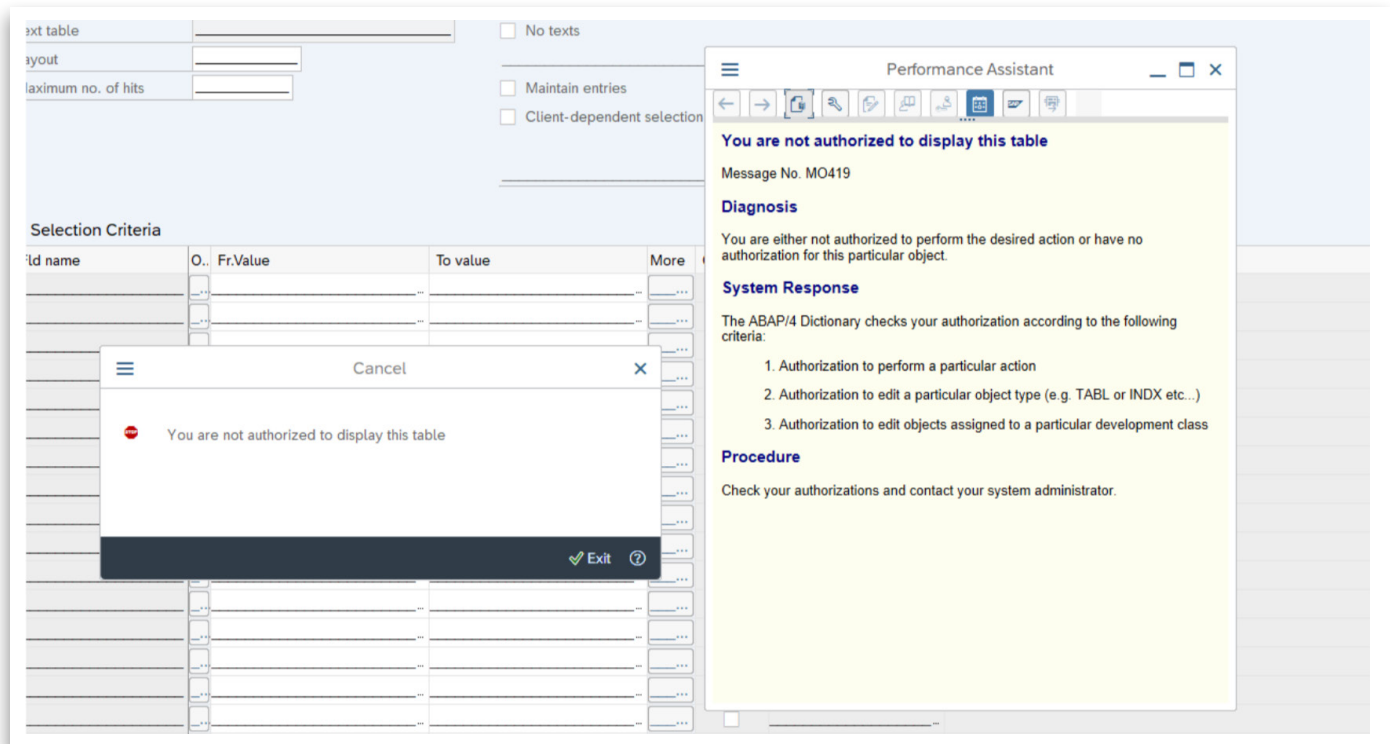 ext table
No texts
ayout
laximum no. of hits
Maintain entries
Client-dependent selection
Selection Criteria
Fld name
O..
Fr.Value
To value
More
Cancel
STOP
You are not authorized to display this table
Exit
Performance Assistant
SAP
You are not authorized to display this table
Message No. MO419
Diagnosis
You are either not authorized to perform the desired action or have no
authorization for this particular object.
System Response
The ABAP/4 Dictionary checks your authorization according to the following
criteria:
1. Authorization to perform a particular action
2. Authorization to edit a particular object type (e.g. TABL or INDX etc...)
3. Authorization to edit objects assigned to a particular development class
Procedure
Check your authorizations and contact your system administrator.